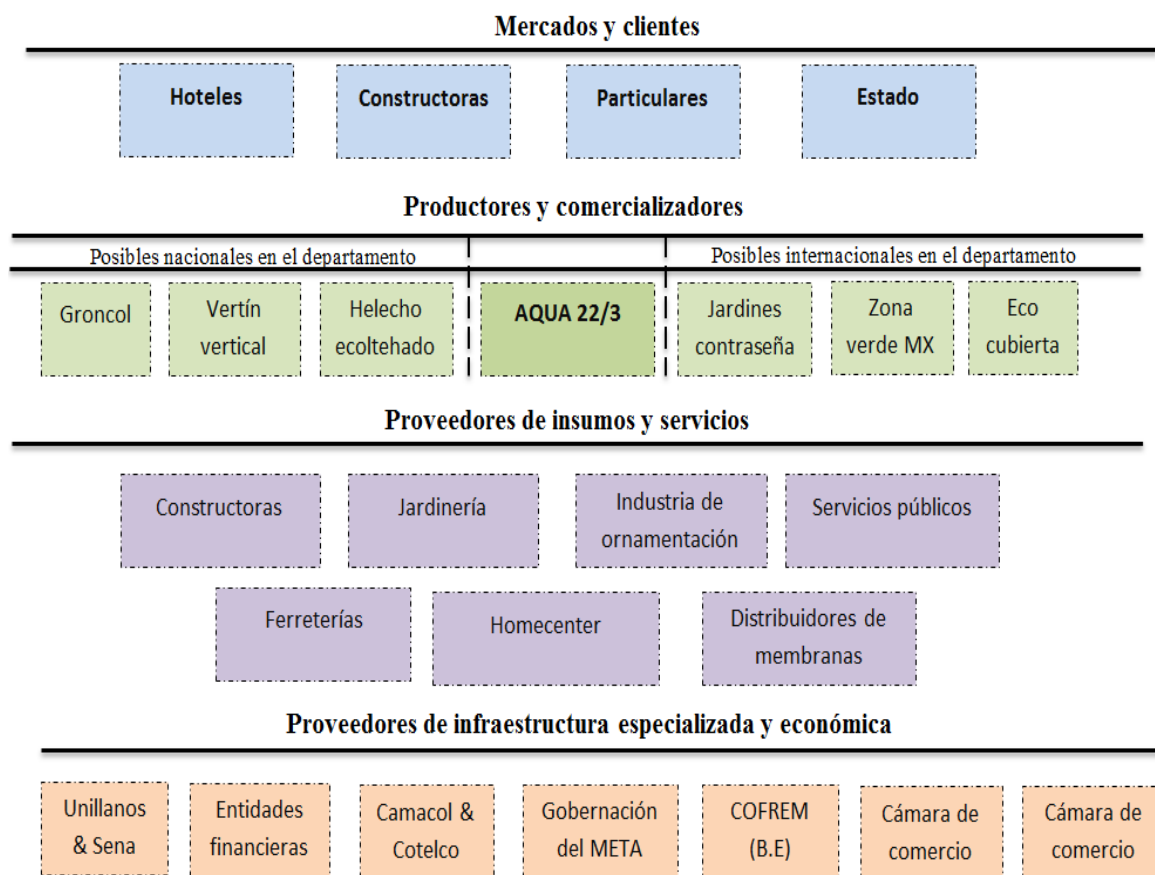 Mercados y clientes
Hoteles
Constructoras
Particulares
Estado
Productores y comercializadores
Posibles nacionales en el departamento
Posibles internacionales en el departamento
Groncol
Vertín
vertical
Helecho
ecoltehado
AQUA 22/3
Jardines
contraseña
Zona
verde MX
Eco
cubierta
Proveedores de insumos y servicios
Constructoras
Jardinería
Industria de
ornamentación
Servicios públicos
Ferreterías
Homecenter
Distribuidores de
membranas
Proveedores de infraestructura especializada y económica
Unillanos
& Sena
Entidades
financieras
Camacol &
Cotelco
Gobernación
del META
COFREM
(B.E)
Cámara de
comercio
Cámara de
comercio